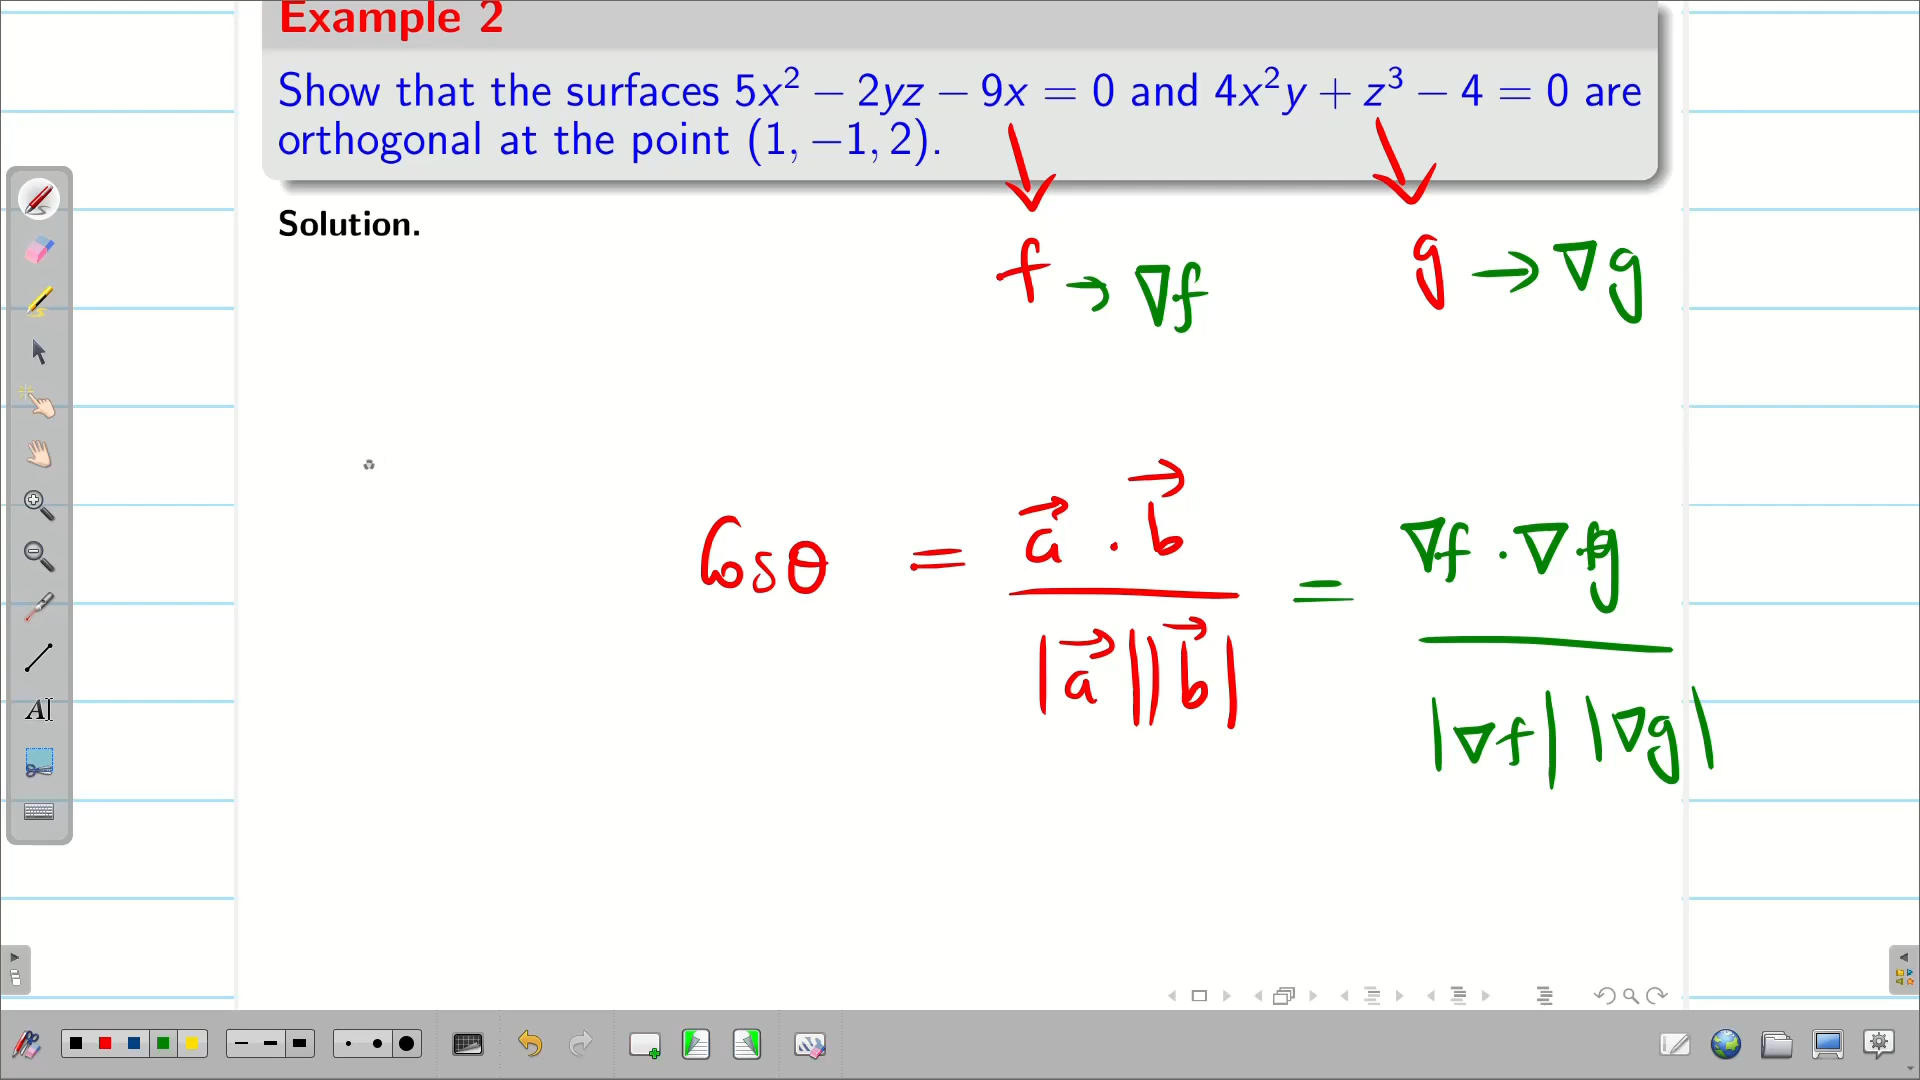 Example 2
Show that the surfaces 5x² − 2yz − 9x = 0 and 4x²y + z³ − 4 = 0 are
orthogonal at the point (1, −1, 2).
Solution.
f → ∇f
g → ∇g
Cosθ = a⃗ · b⃗ / |a⃗||b⃗| = ∇f · ∇g / |∇f| |∇g|
A